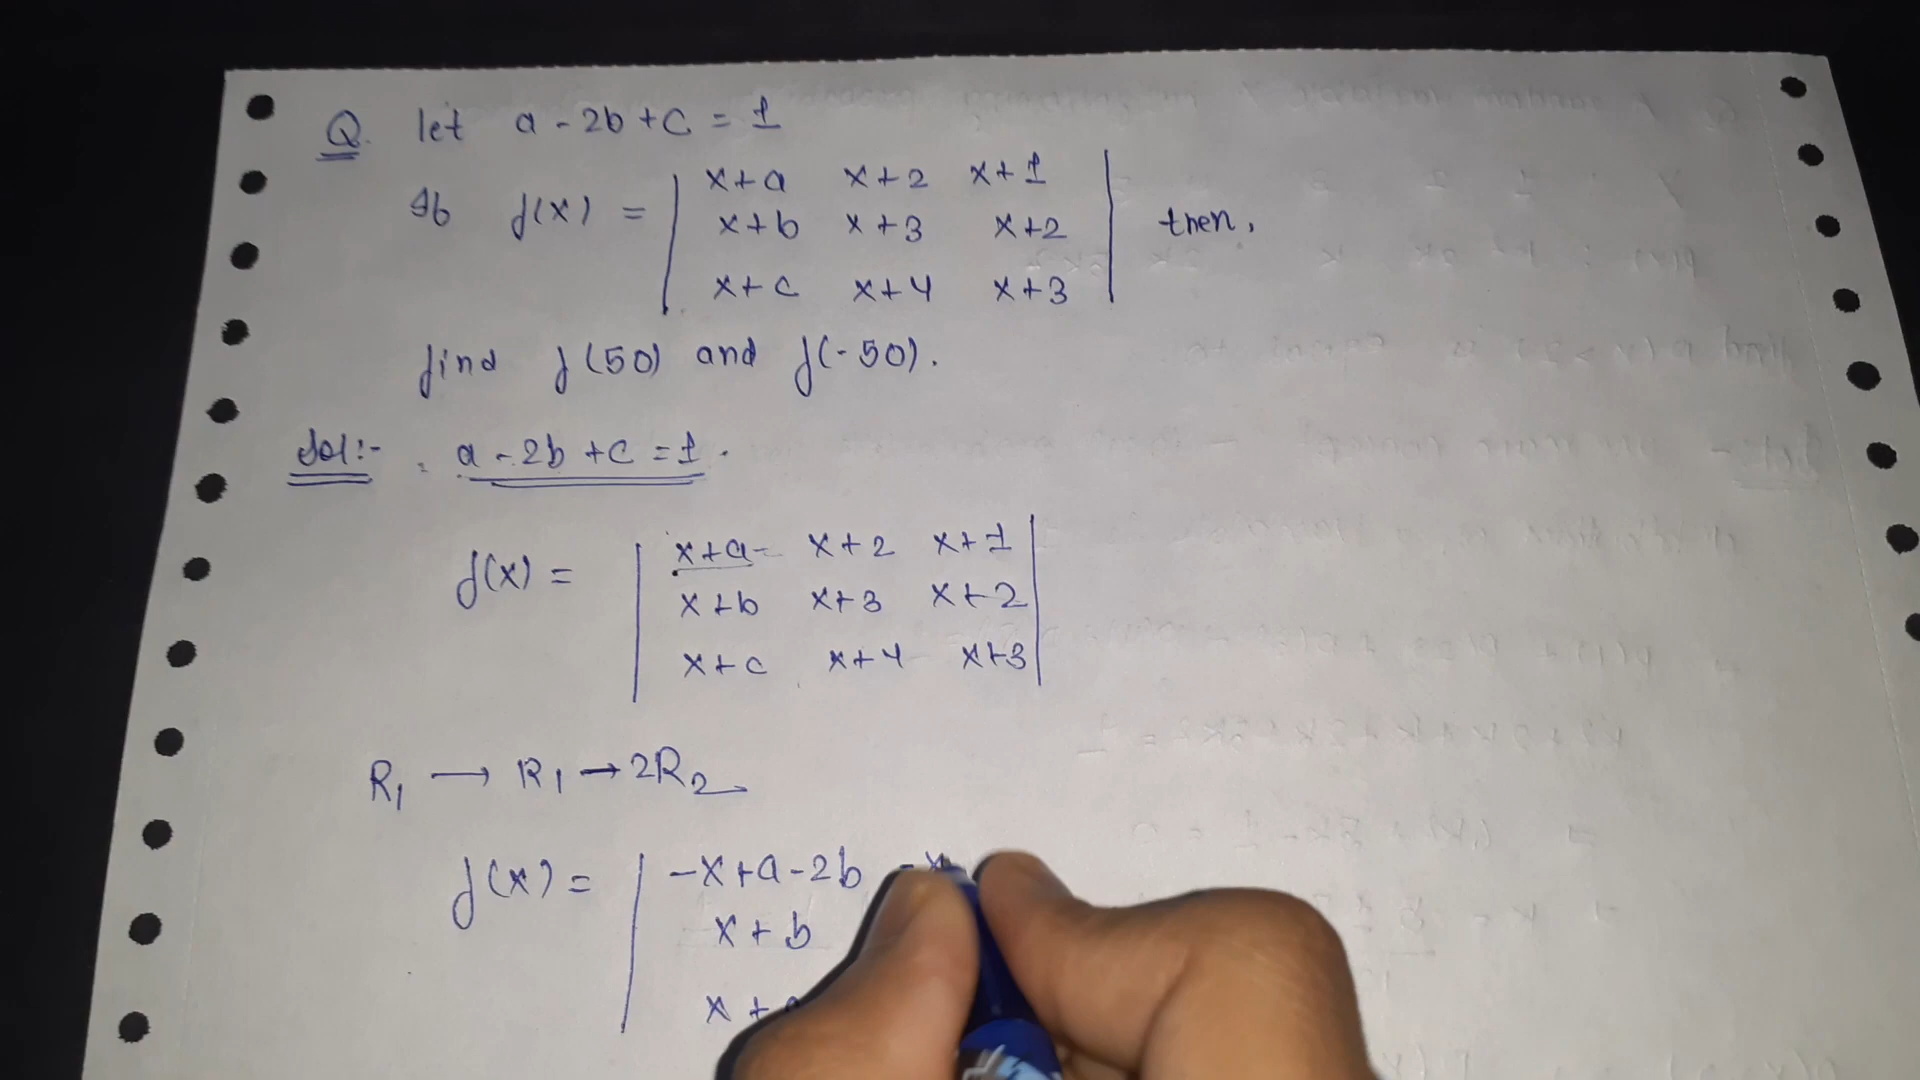 Q. let a - 2b + c = 1
If f(x) = | x+a x+2 x+1 |
| x+b x+3 x+2 | then,
| x+c x+4 x+3 |
find f(50) and f(-50).
Sol:- a - 2b + c = 1.
f(x) = | x+a x+2 x+1 |
| x+b x+3 x+2 |
| x+c x+4 x+3 |
R1 → R1 → 2R2
f(x) = | -x+a-2b -x
x+b
x+